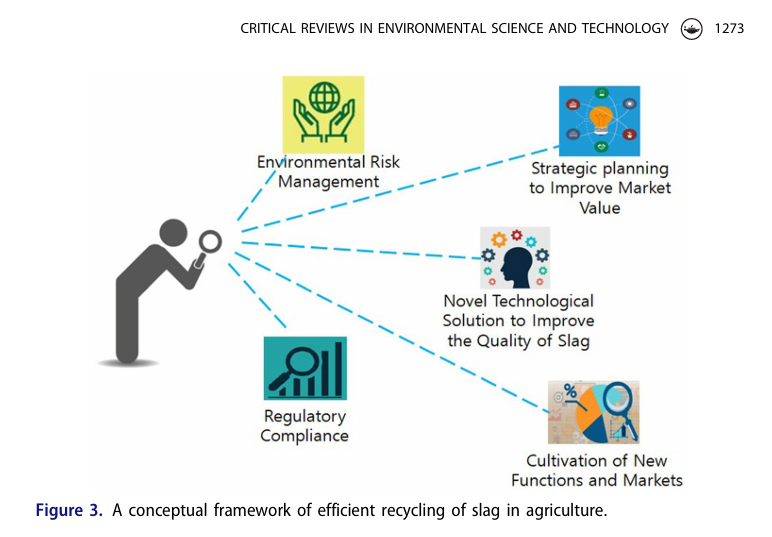 CRITICAL REVIEWS IN ENVIRONMENTAL SCIENCE AND TECHNOLOGY 1273
Environmental Risk
Management
Strategic planning
to Improve Market
Value
Novel Technological
Solution to Improve
the Quality of Slag
Regulatory
Compliance
%
Cultivation of New
Functions and Markets
Figure 3. A conceptual framework of efficient recycling of slag in agriculture.